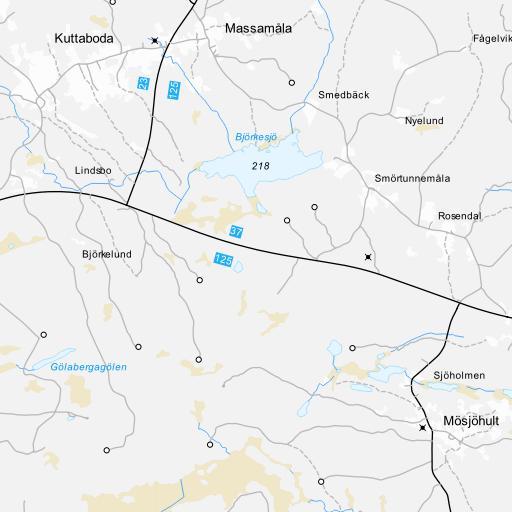 Massamåla
Kuttaboda
Fågelvik
23
125
Smedbäck
Nyelund
Björkesjö
218
Lindsbo
Smörtunnemåla
Rosendal
37
Björkelund
125
Gölabergagölen
Sjöholmen
Mösjöhult